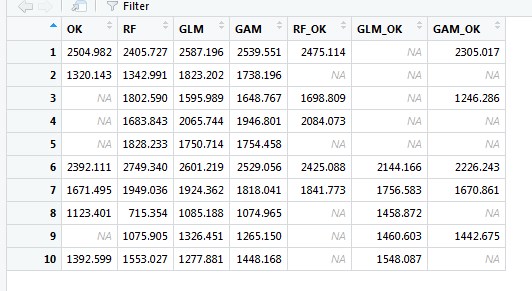 Filter
OK RF GLM GAM RF_OK GLM_OK GAM_OK
1 2504.982 2405.727 2587.196 2539.551 2475.114 NA 2305.017
2 1320.143 1342.991 1823.202 1738.196 NA NA NA
3 NA 1802.590 1595.989 1648.767 1698.809 NA 1246.286
4 NA 1683.843 2065.744 1946.801 2084.073 NA NA
5 NA 1828.233 1750.714 1754.458 NA NA NA
6 2392.111 2749.340 2601.219 2529.056 2425.088 2144.166 2226.243
7 1671.495 1949.036 1924.362 1818.041 1841.773 1756.583 1670.861
8 1123.401 715.354 1085.188 1074.965 NA 1458.872 NA
9 NA 1075.905 1326.451 1265.150 NA 1460.603 1442.675
10 1392.599 1553.027 1277.881 1448.168 NA 1548.087 NA